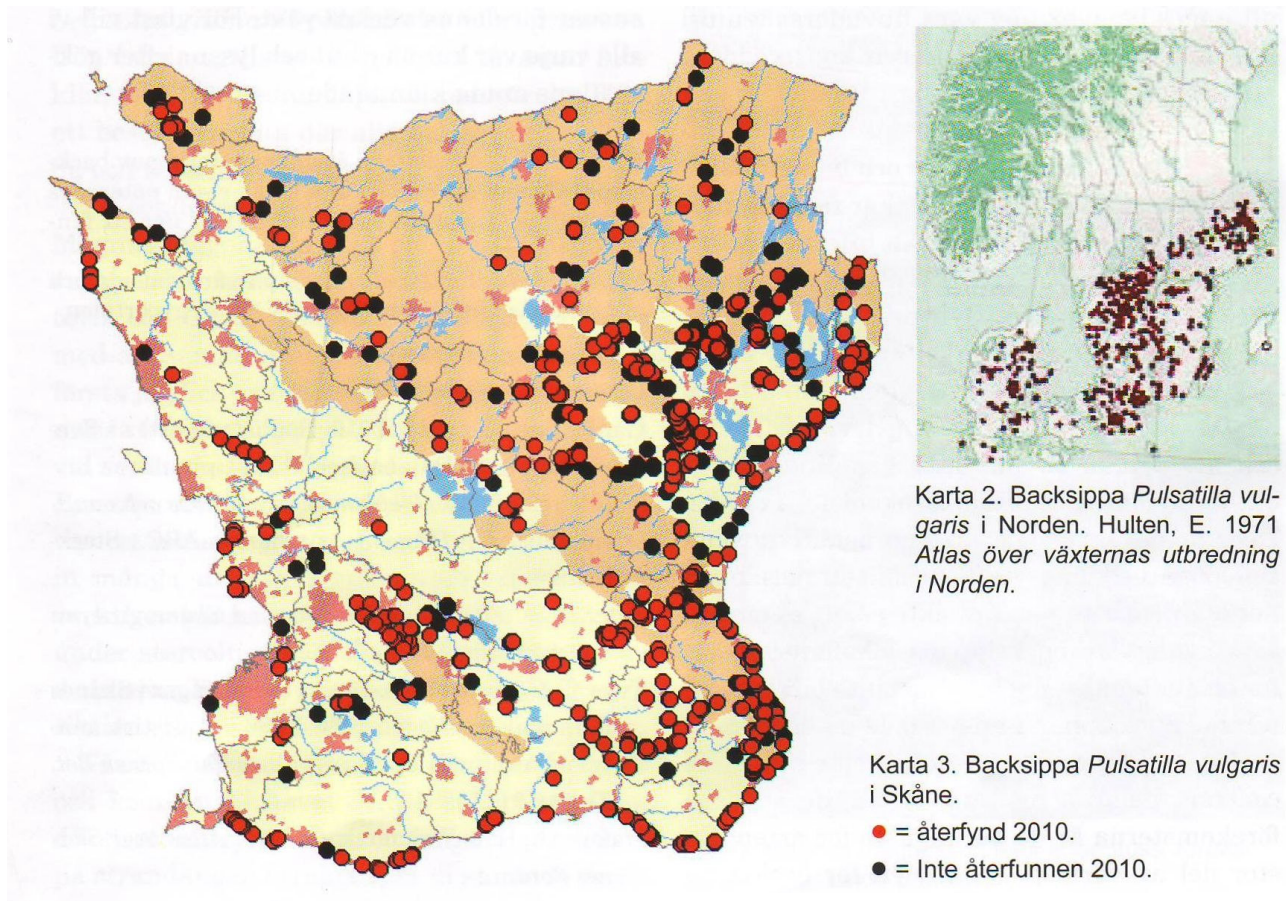 Karta 2. Backsippa Pulsatilla vul-
garis i Norden. Hulten, E. 1971
Atlas över växternas utbredning
i Norden.
Karta 3. Backsippa Pulsatilla vulgaris
i Skåne.
= återfynd 2010.
= Inte återfunnen 2010.